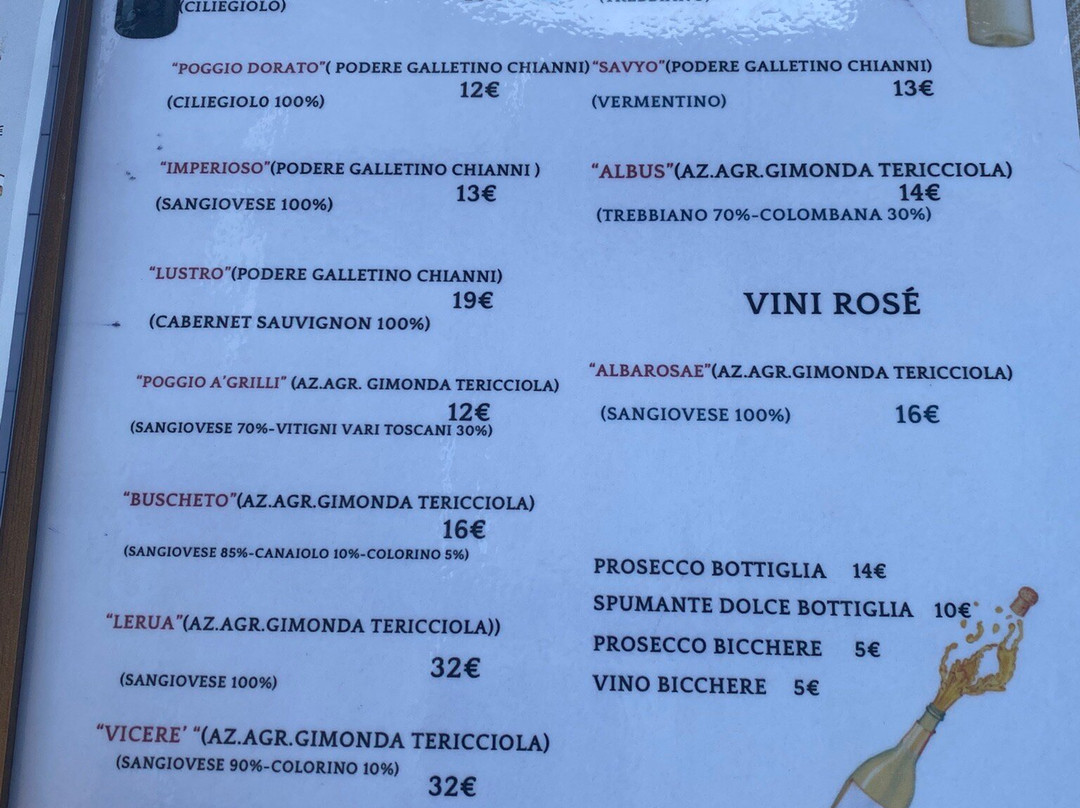 (CILIEGIOLO)
"POGGIO DORATO"( PODERE GALLETINO CHIANNI)
12€
(CILIEGIOL0 100%)
"IMPERIOSO"(PODERE GALLETINO CHIANNI )
13€
(SANGIOVESE 100%)
"LUSTRO"(PODERE GALLETINO CHIANNI)
19€
(CABERNET SAUVIGNON 100%)
"POGGIO A'GRILLI" (AZ.AGR. GIMONDA TERICCIOLA)
12€
(SANGIOVESE 70%-VITIGNI VARI TOSCANI 30%)
"BUSCHETO"(AZ.AGR.GIMONDA TERICCIOLA)
16€
(SANGIOVESE 85%-CANAIOLO 10%-COLORINO 5%)
"LERUA"(AZ.AGR.GIMONDA TERICCIOLA))
32€
(SANGIOVESE 100%)
"VICERE' "(AZ.AGR.GIMONDA TERICCIOLA)
(SANGIOVESE 90%-COLORINO 10%)
32€
"SAVYO"(PODERE GALLETINO CHIANNI)
13€
(VERMENTINO)
"ALBUS"(AZ.AGR.GIMONDA TERICCIOLA)
14€
(TREBBIANO 70%-COLOMBANA 30%)
VINI ROSÉ
"ALBAROSAE"(AZ.AGR.GIMONDA TERICCIOLA)
(SANGIOVESE 100%) 16€
PROSECCO BOTTIGLIA 14€
SPUMANTE DOLCE BOTTIGLIA 10€
PROSECCO BICCHERE 5€
VINO BICCHERE 5€